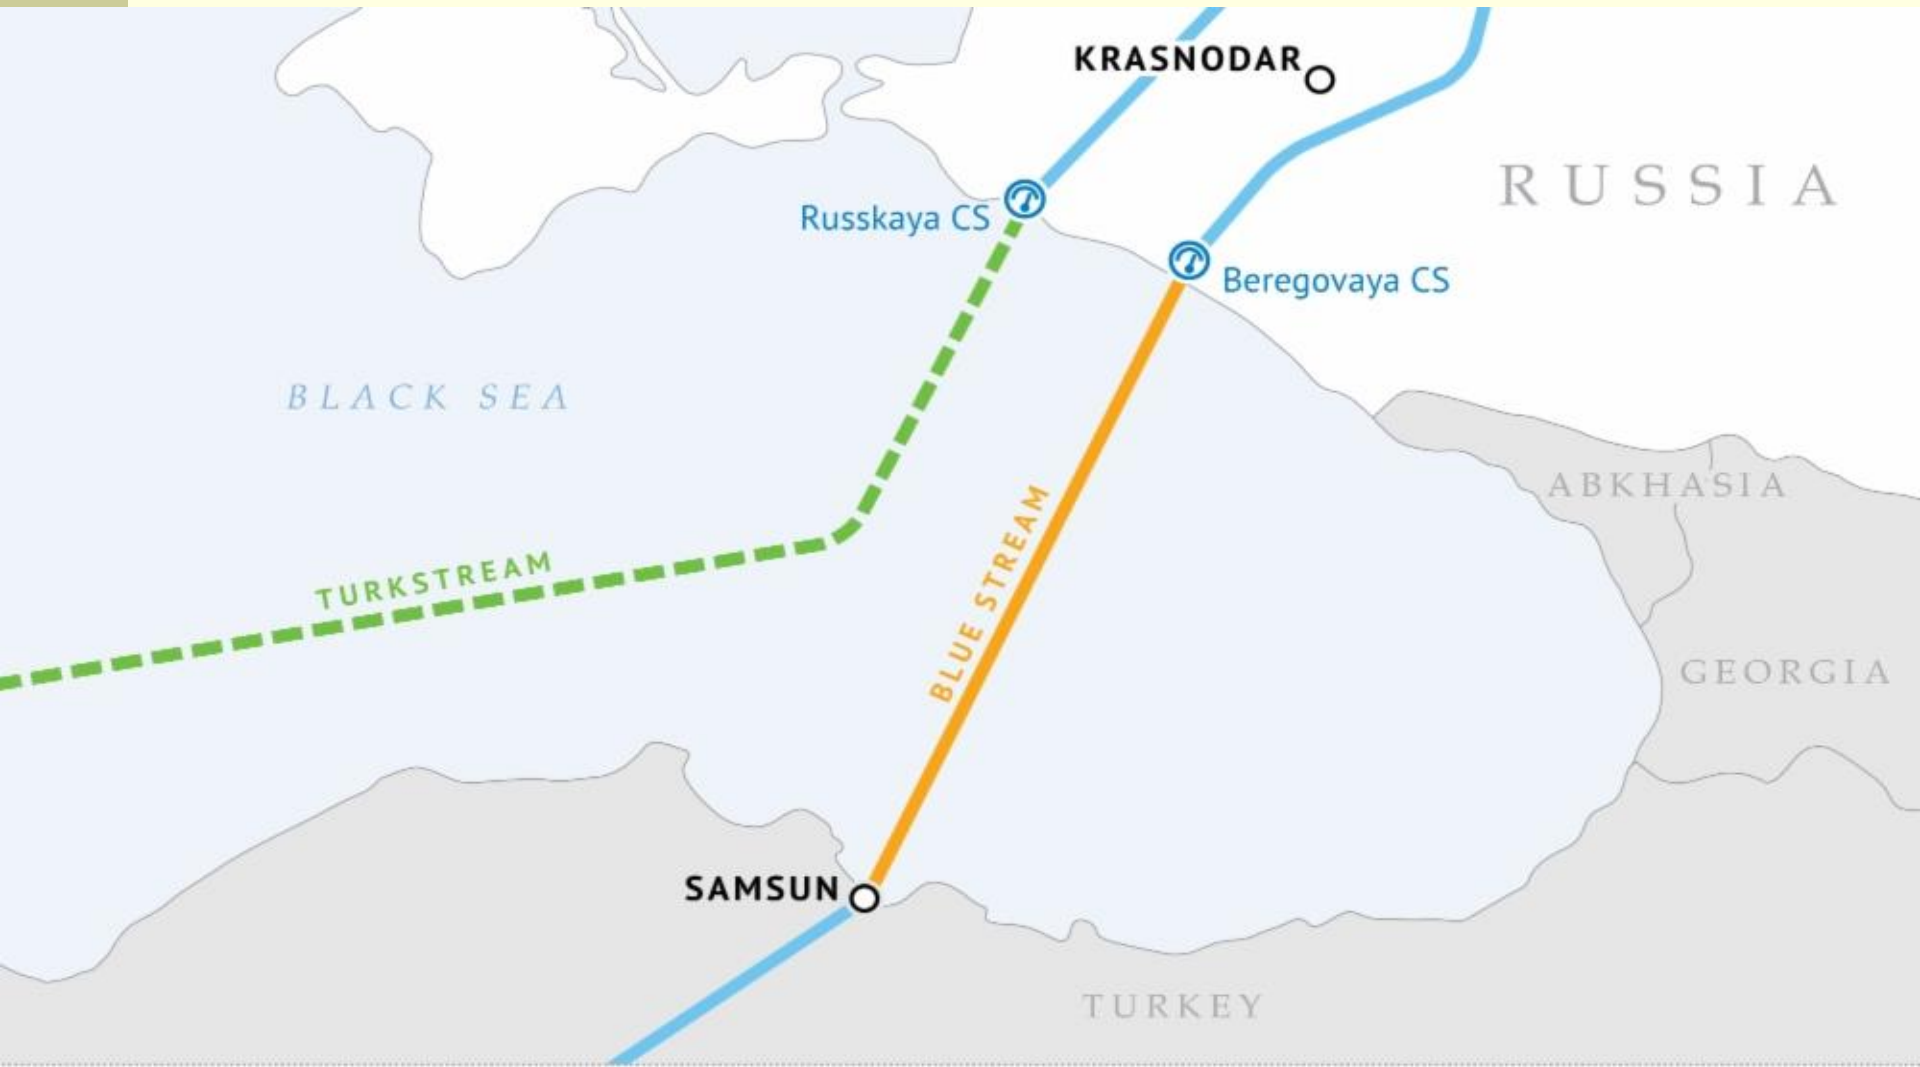 KRASNODAR
RUSSIA
Russkaya CS
Beregovaya CS
BLACK SEA
ABKHASIA
TURKSTREAM
BLUE STREAM
GEORGIA
SAMSUN
TURKEY